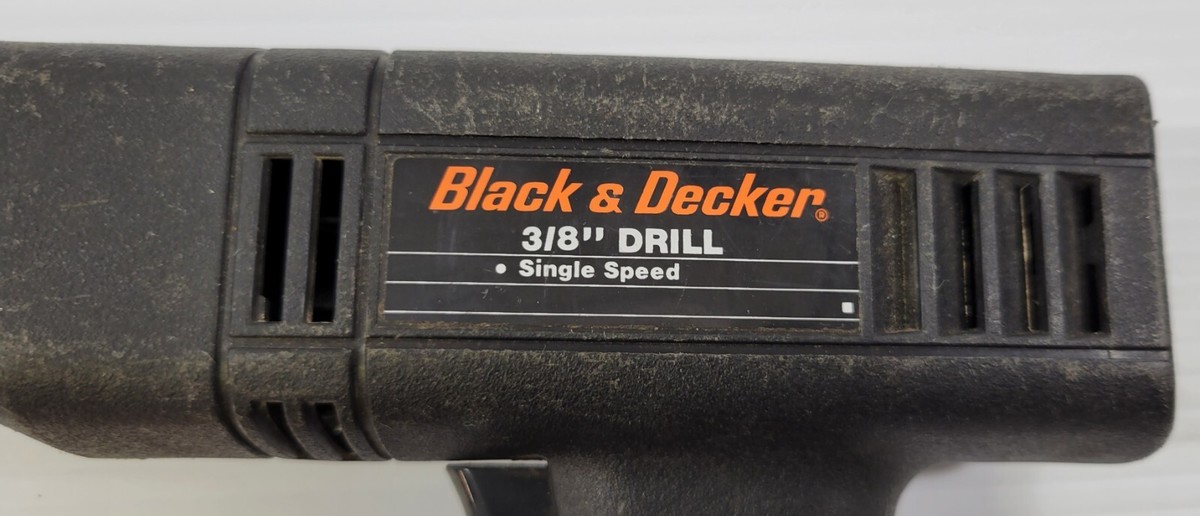 Black & Decker®
3/8" DRILL
• Single Speed